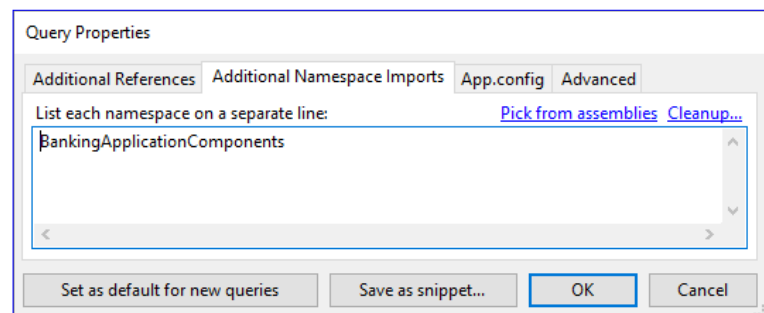 Query Properties
Additional References Additional Namespace Imports App.config Advanced
List each namespace on a separate line: Pick from assemblies Cleanup...
BankingApplicationComponents
Set as default for new queries Save as snippet... OK Cancel